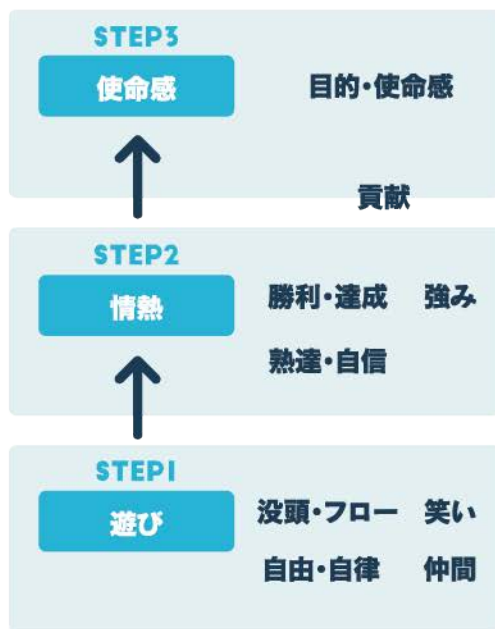 STEP3
使命感
目的・使命感
貢献
STEP2
情熱
勝利・達成 強み
熟達・自信
STEP1
遊び
没頭・フロー 笑い
自由・自律 仲間